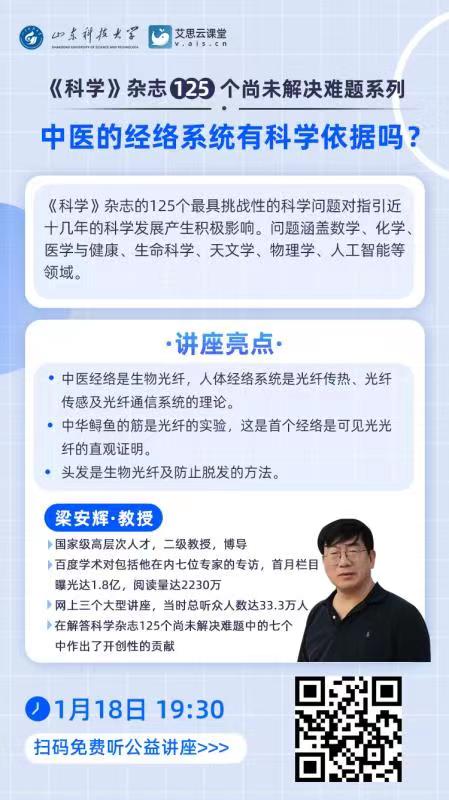 山东科技大学
SHANDONG UNIVERSITY OF SCIENCE AND TECHNOLOGY
艾思云课堂
v.ais.cn
《科学》杂志125个尚未解决难题系列
中医的经络系统有科学依据吗？
《科学》杂志的125个最具挑战性的科学问题对指引近
十几年的科学发展产生积极影响。问题涵盖数学、化学、
医学与健康、生命科学、天文学、物理学、人工智能等
领域。
·讲座亮点·
• 中医经络是生物光纤，人体经络系统是光纤传热、光纤
传感及光纤通信系统的理论。
• 中华鲟鱼的筋是光纤的实验，这是首个经络是可见光光
纤的直观证明。
• 头发是生物光纤及防止脱发的方法。
梁安辉·教授
国家级高层次人才，二级教授，博导
百度学术对包括他在内七位专家的专访，首月栏目
曝光达1.8亿，阅读量达2230万
网上三个大型讲座，当时总听众人数达33.3万人
在解答科学杂志125个尚未解决难题中的七个
中作出了开创性的贡献
1月18日 19:30
扫码免费听公益讲座>>>